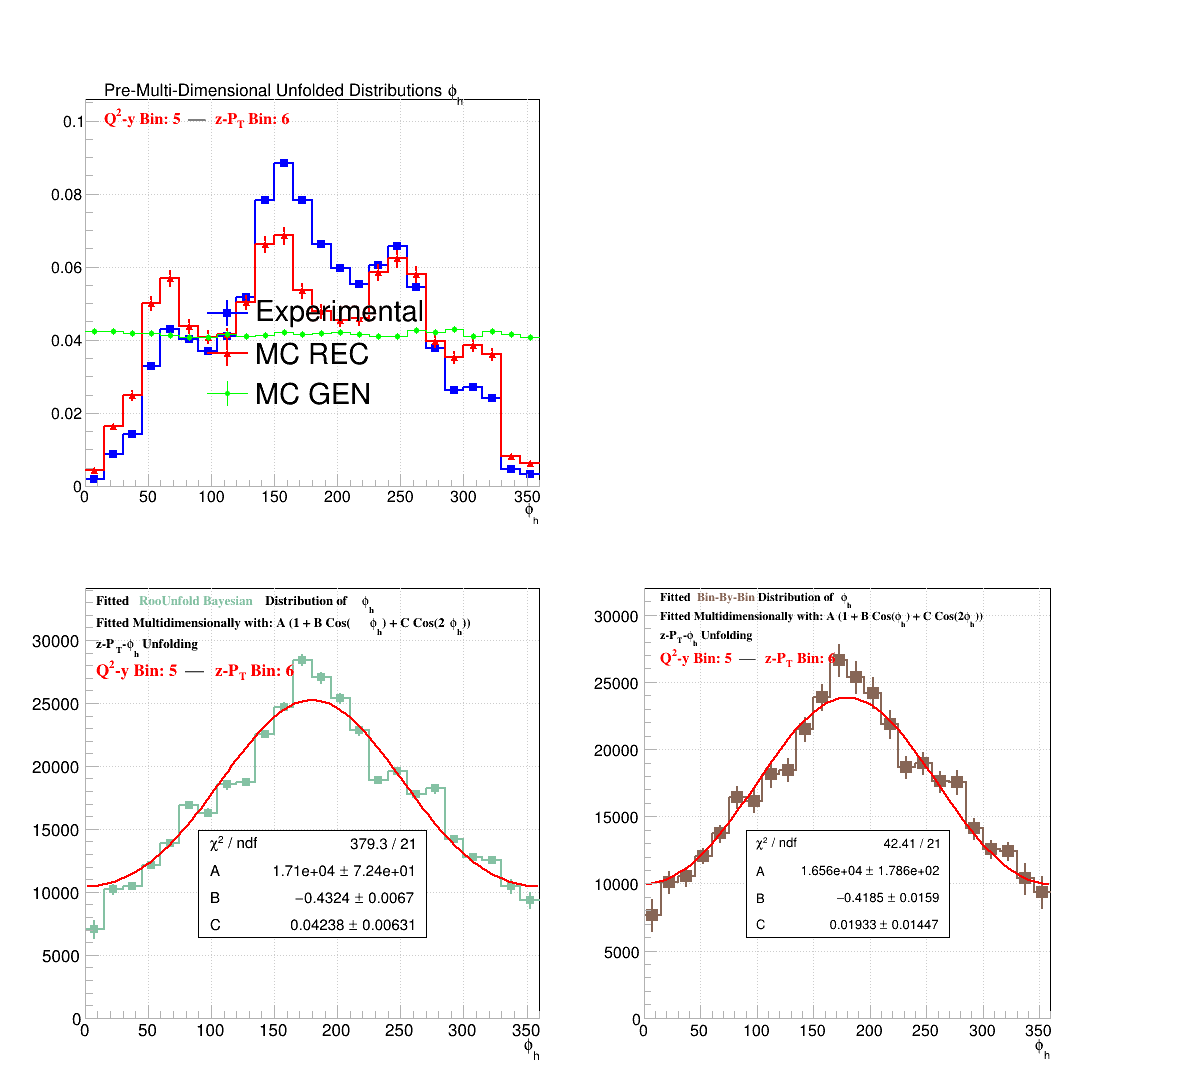 Pre-Multi-Dimensional Unfolded Distributions ϕh
Q2-y Bin: 5 — z-PT Bin: 6
0.1
0.08
0.06
0.04
0.02
0
Experimental
MC REC
MC GEN
0 50 100 150 200 250 300 350
ϕh
Fitted RooUnfold Bayesian Distribution of ϕh
Fitted Multidimensionally with: A (1 + B Cos( ϕh) + C Cos(2 ϕh))
z-PT-ϕh Unfolding
Q2-y Bin: 5 — z-PT Bin: 6
30000
25000
20000
15000
10000
5000
0
χ2 / ndf 379.3 / 21
A 1.71e+04 ± 7.24e+01
B −0.4324 ± 0.0067
C 0.04238 ± 0.00631
0 50 100 150 200 250 300 350
ϕh
Fitted Bin-By-Bin Distribution of ϕh
Fitted Multidimensionally with: A (1 + B Cos(ϕh) + C Cos(2ϕh))
z-PT-ϕh Unfolding
Q2-y Bin: 5 — z-PT Bin: 6
30000
25000
20000
15000
10000
5000
0
χ2 / ndf 42.41 / 21
A 1.656e+04 ± 1.786e+02
B −0.4185 ± 0.0159
C 0.01933 ± 0.01447
0 50 100 150 200 250 300 350
ϕh